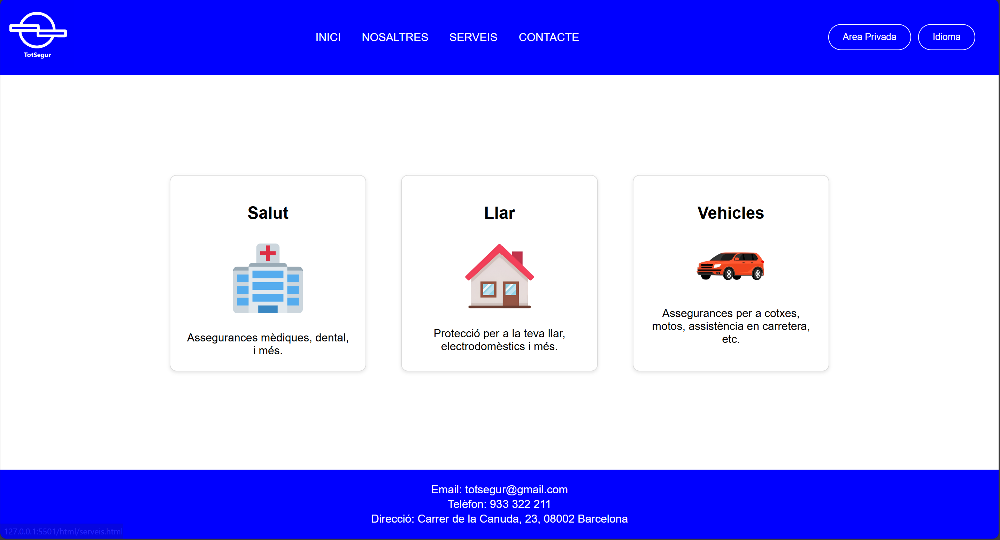 TotSegur
INICI NOSALTRES SERVEIS CONTACTE
Area Privada Idioma
Salut
Assegurances mèdiques, dental,
i més.
Llar
Protecció per a la teva llar,
electrodomèstics i més.
Vehicles
Assegurances per a cotxes,
motos, assistència en carretera,
etc.
Email: totsegur@gmail.com
Telèfon: 933 322 211
Direcció: Carrer de la Canuda, 23, 08002 Barcelona
127.0.0.1:5501/html/serveis.html